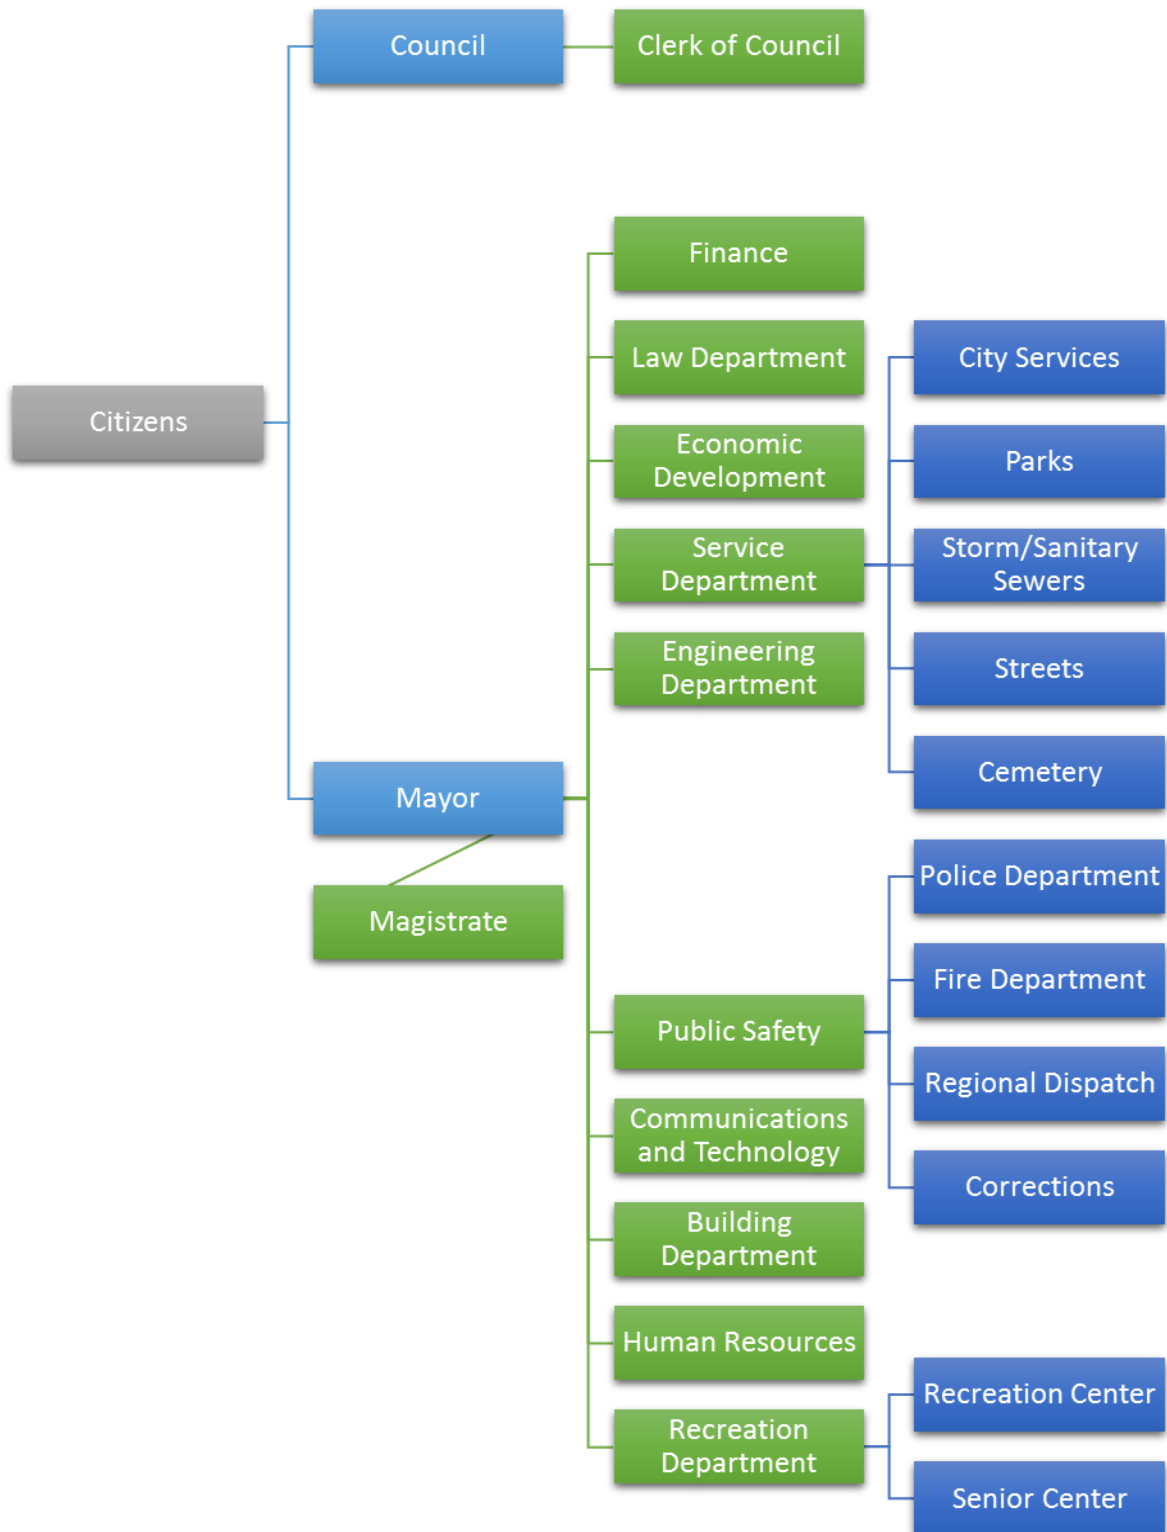 Council
Clerk of Council
Finance
Law Department
City Services
Citizens
Economic
Development
Parks
Service
Department
Storm/Sanitary
Sewers
Engineering
Department
Streets
Mayor
Cemetery
Magistrate
Police Department
Fire Department
Public Safety
Regional Dispatch
Communications
and Technology
Corrections
Building
Department
Human Resources
Recreation Center
Recreation
Department
Senior Center